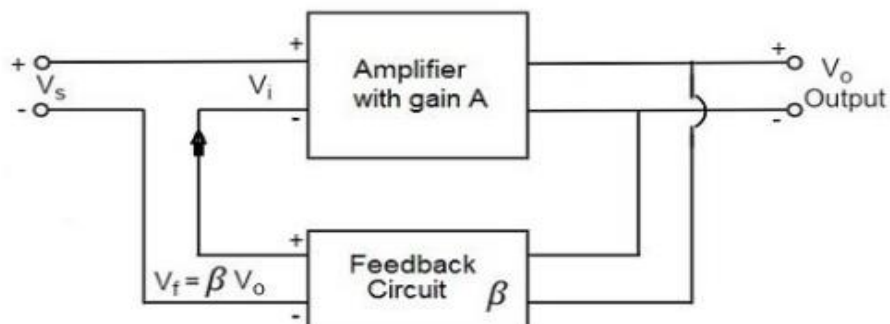 +
+
+
Vs
Vi
Amplifier
with gain A
Vo
-
-
-
Output
+
Feedback
Circuit β
Vf = β Vo
-